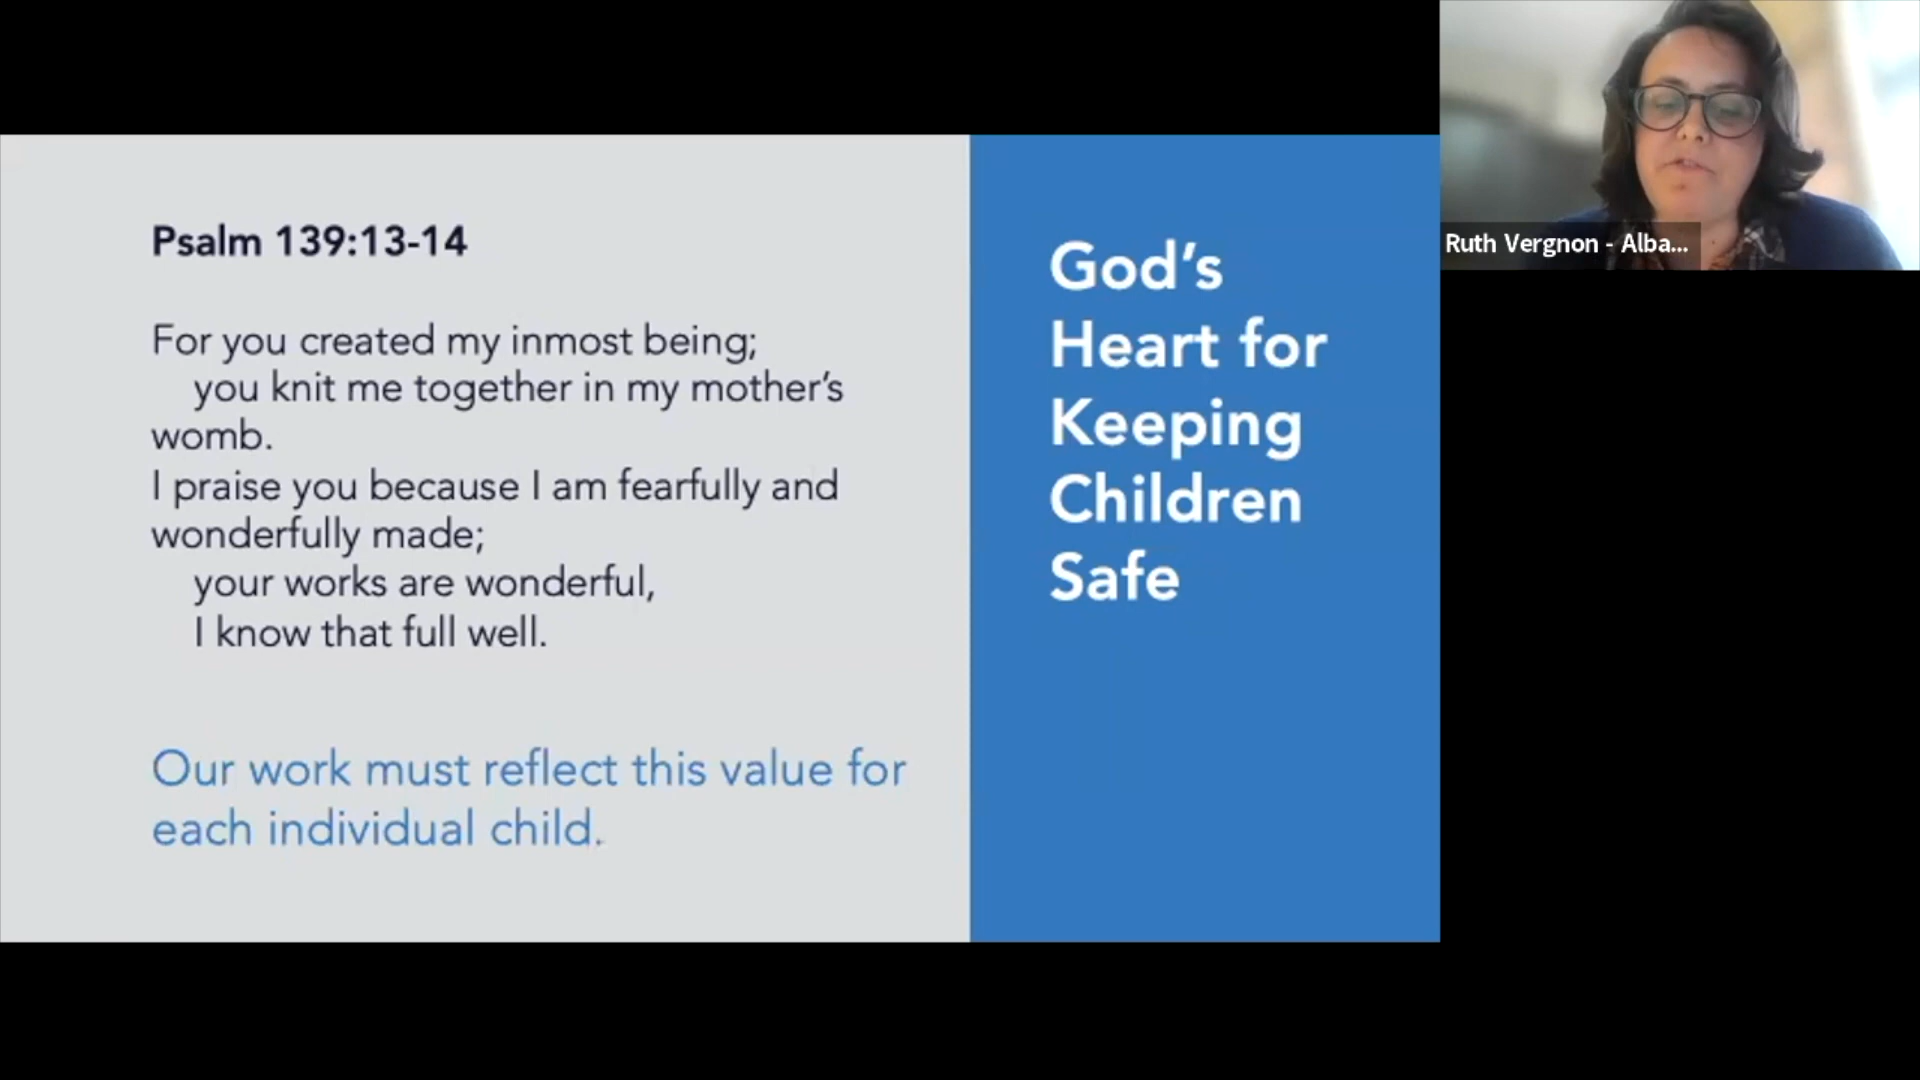 Psalm 139:13-14
For you created my inmost being;
you knit me together in my mother’s
womb.
I praise you because I am fearfully and
wonderfully made;
your works are wonderful,
I know that full well.
Our work must reflect this value for
each individual child.
God’s
Heart for
Keeping
Children
Safe
Ruth Vergnon - Alba...